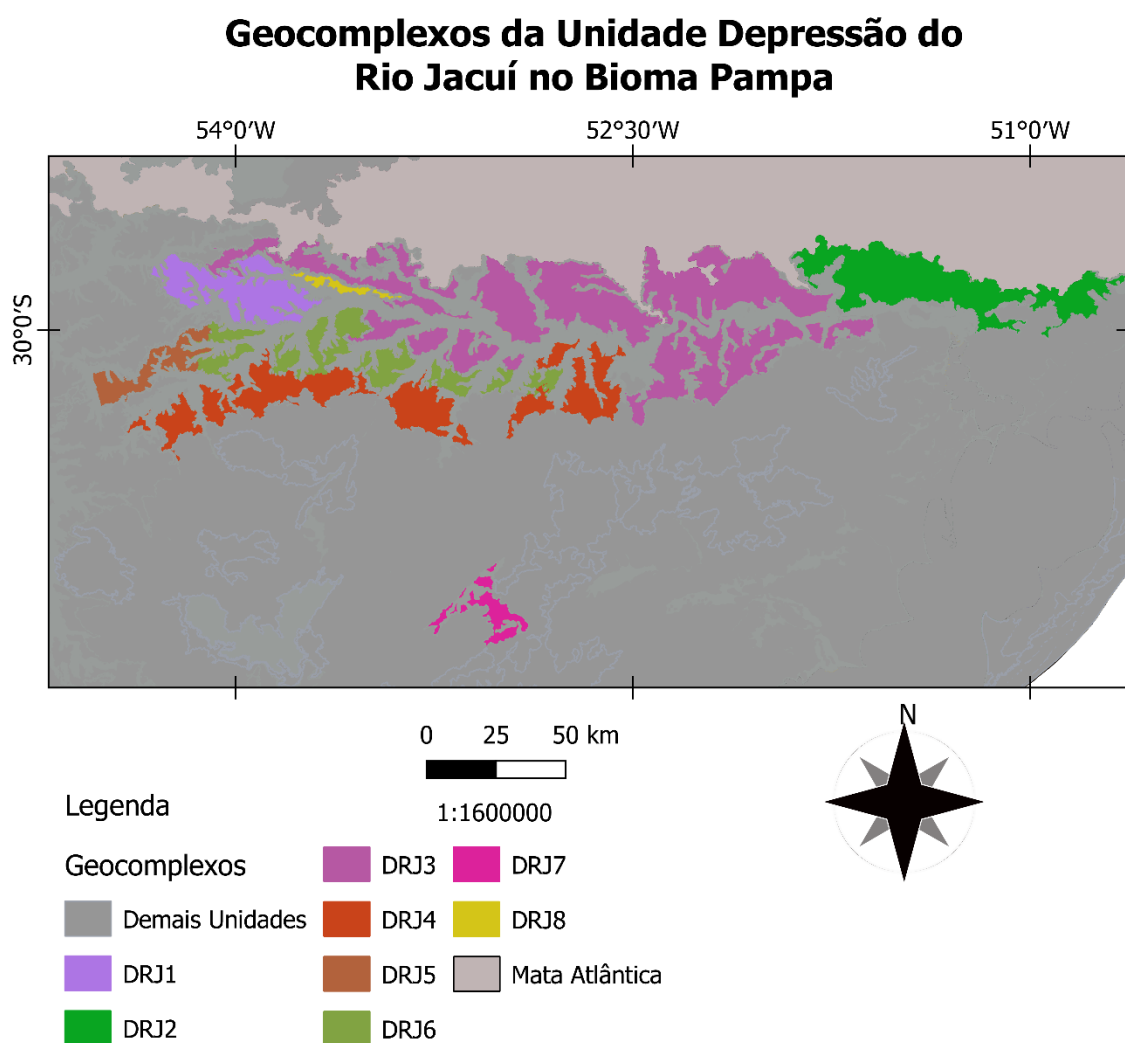 Geocomplexos da Unidade Depressão do
Rio Jacuí no Bioma Pampa
54°0'W 52°30'W 51°0'W
30°0'S
0 25 50 km
1:1600000
N
Legenda
Geocomplexos
Demais Unidades
DRJ1
DRJ2
DRJ3
DRJ4
DRJ5
DRJ6
DRJ7
DRJ8
Mata Atlântica